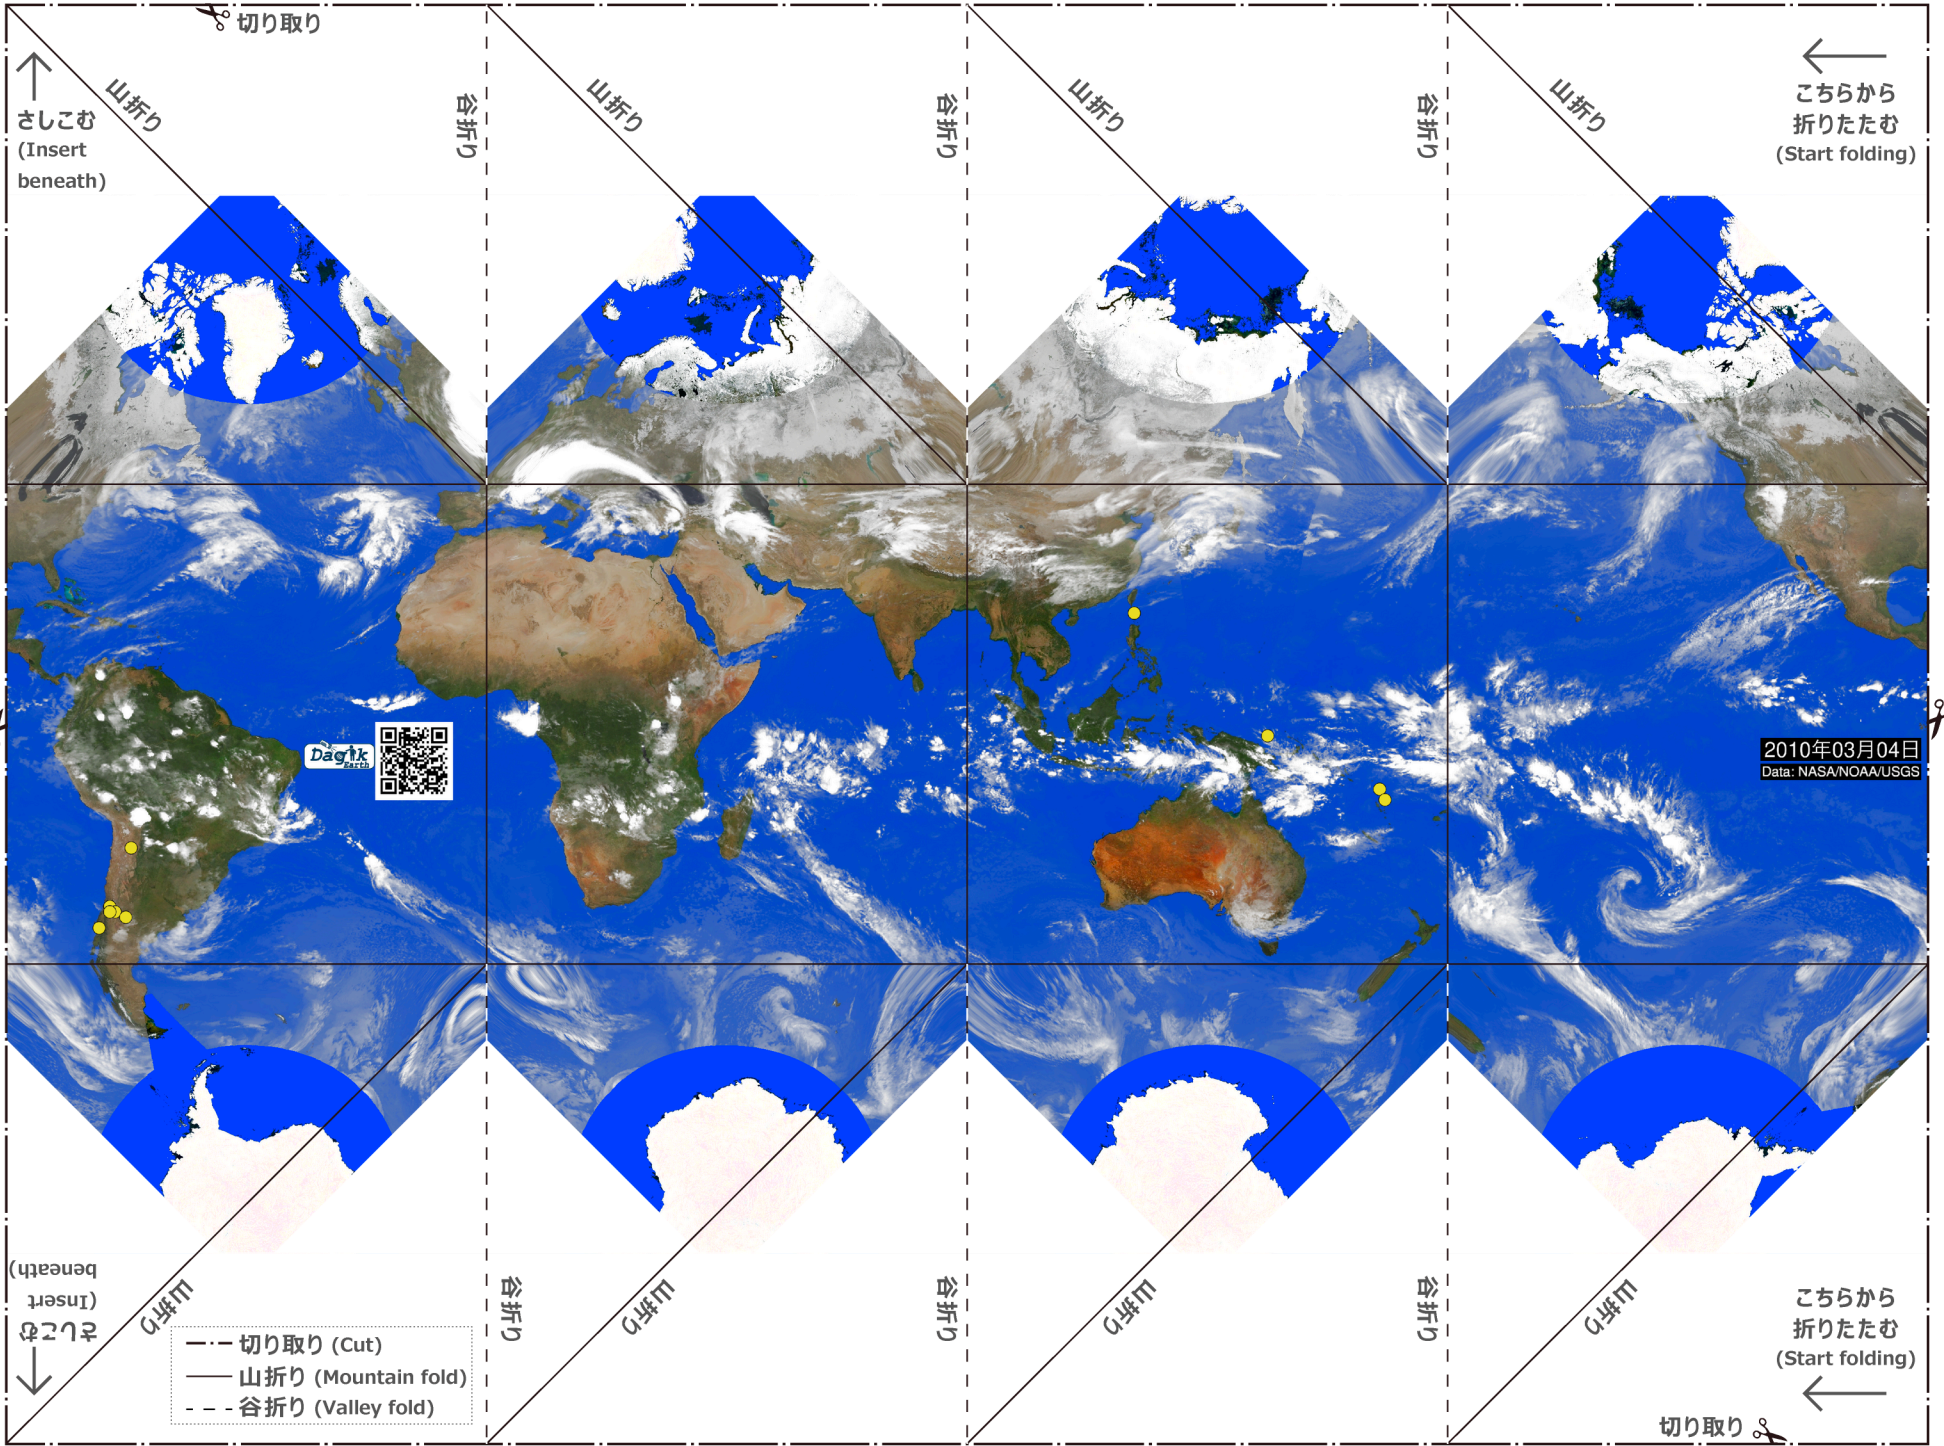 切り取り
山折り
谷折り
山折り
谷折り
山折り
谷折り
山折り
さしこむ
(Insert
beneath)
こちらから
折りたたむ
(Start folding)
Dagik
Earth
2010年03月04日
Data: NASA/NOAA/USGS
さしこむ
(Insert
beneath)
山折り
谷折り
山折り
谷折り
山折り
谷折り
山折り
こちらから
折りたたむ
(Start folding)
切り取り (Cut)
山折り (Mountain fold)
谷折り (Valley fold)
切り取り